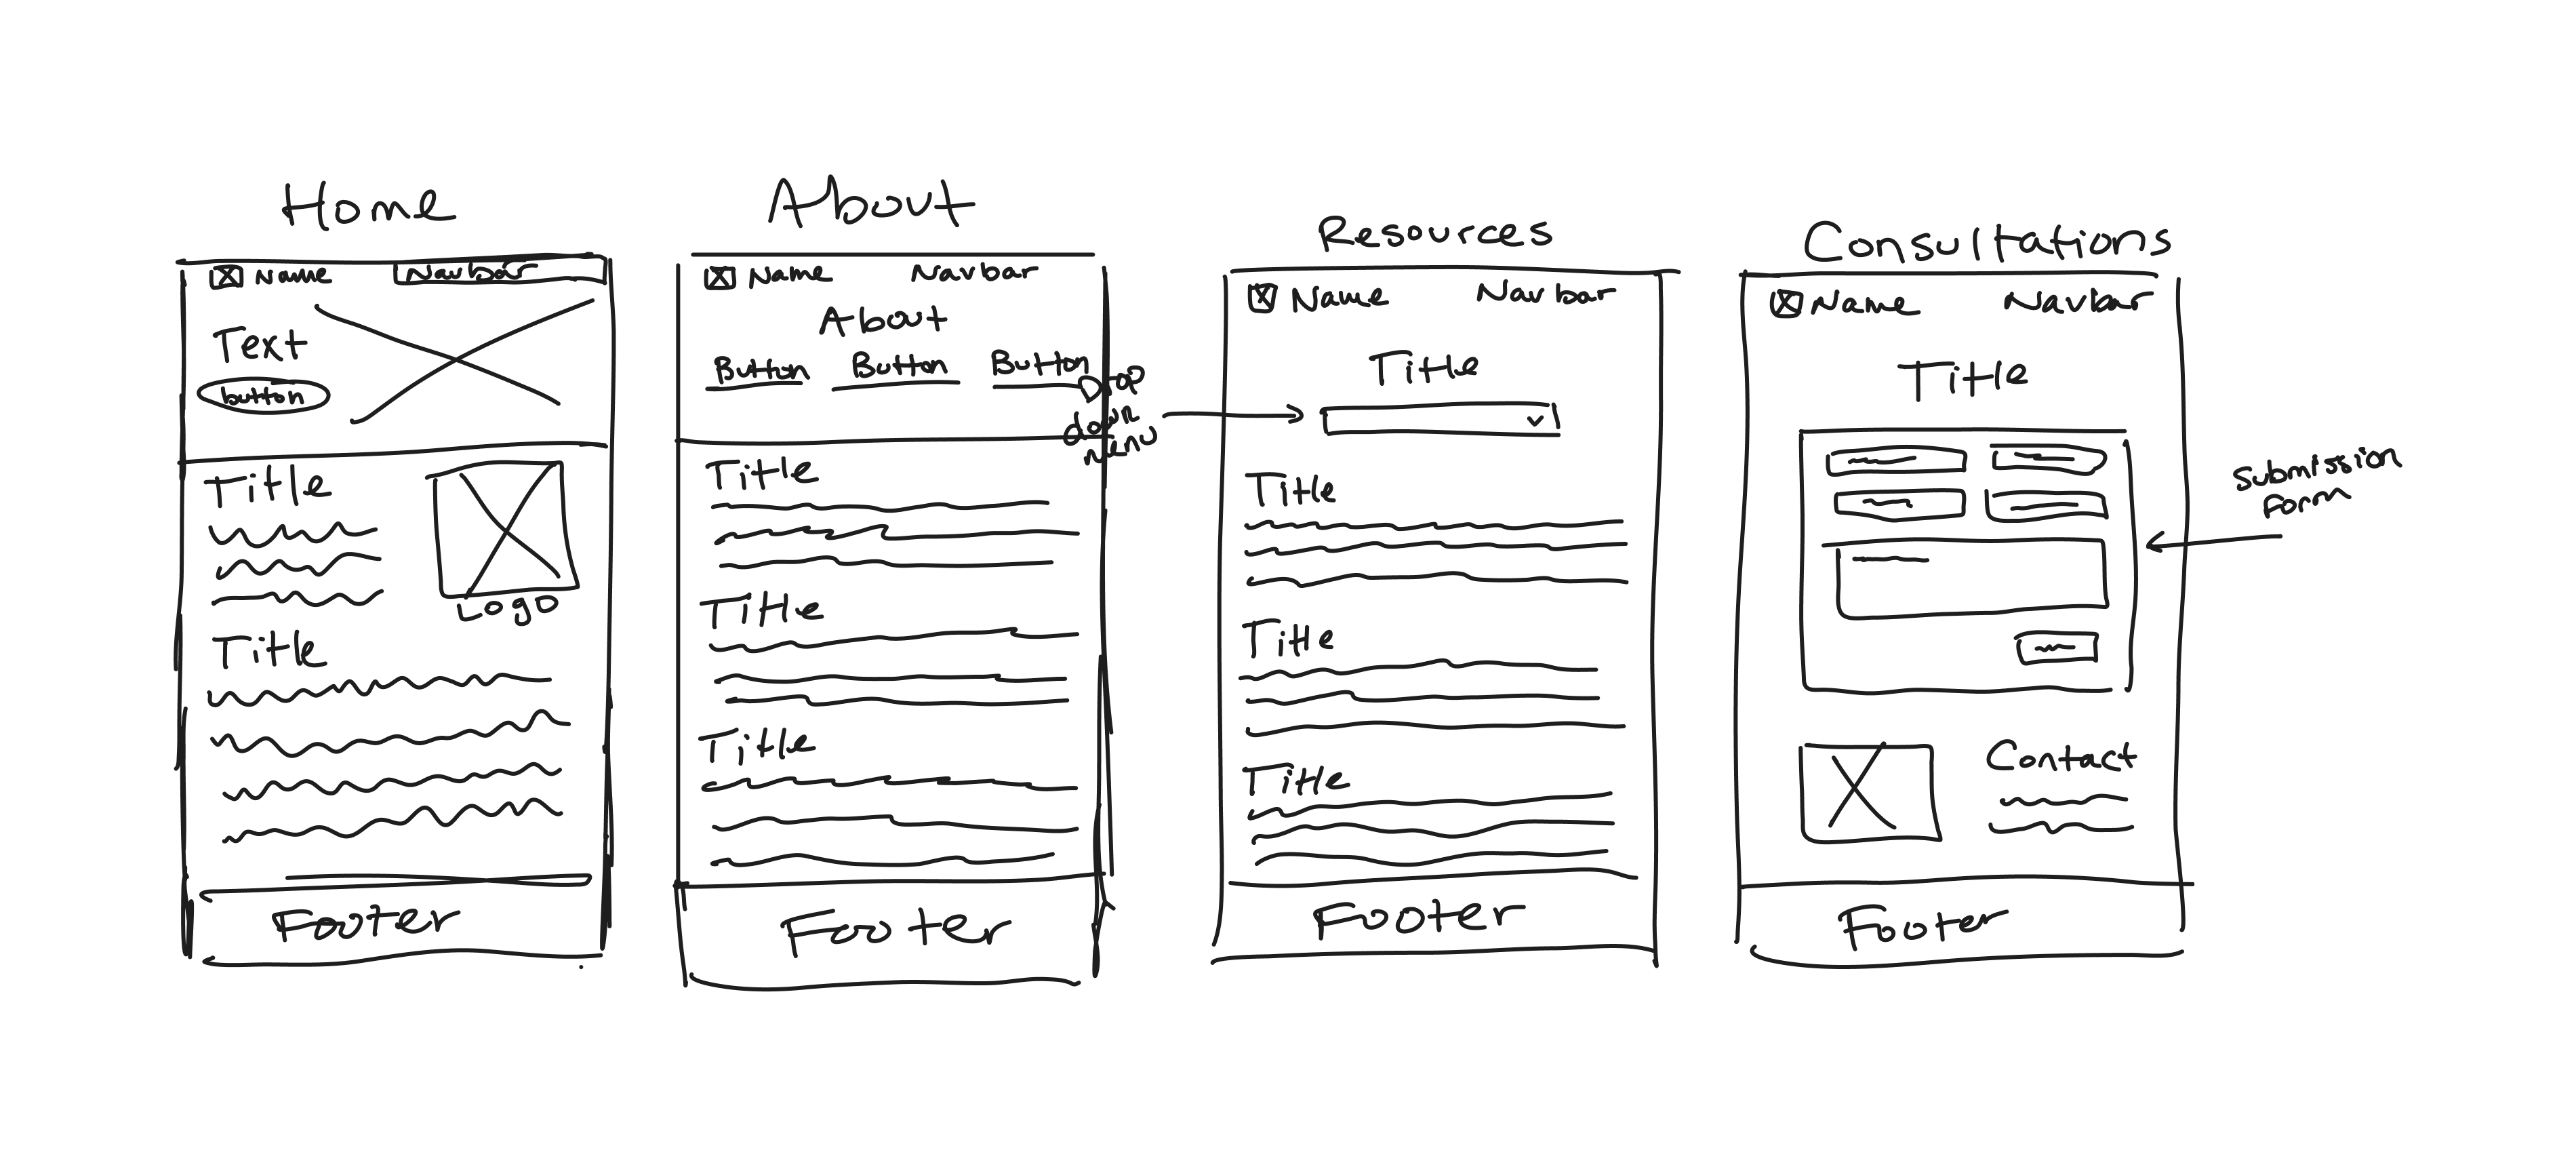 Home
Name Navbar
Text
button
Title
Logo
Title
Footer
About
Name Navbar
About
Button Button Button
Title
Title
Title
Footer
Resources
Name Navbar
Title
Drop
down
menu
Title
Title
Title
Footer
Consultations
Name Navbar
Title
submission
form
Contact
Footer